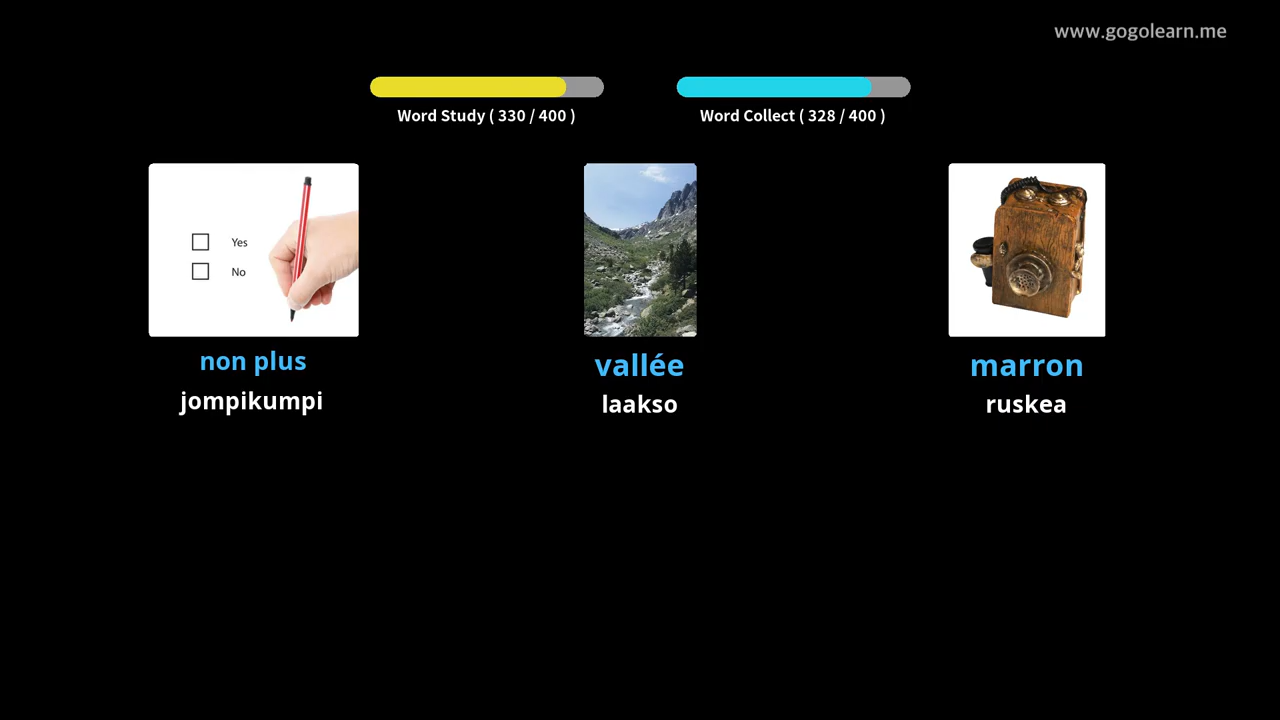 www.gogolearn.me
Word Study ( 330 / 400 )
Word Collect ( 328 / 400 )
Yes
No
non plus
jompikumpi
vallée
laakso
marron
ruskea